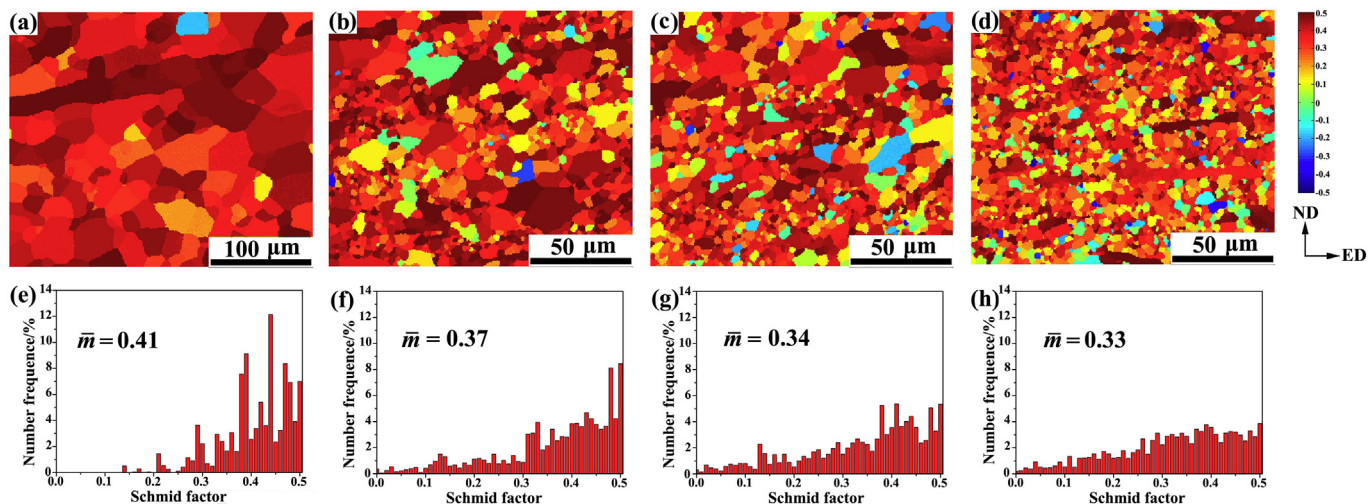 (a)
100 μm
(b)
50 μm
(c)
50 μm
(d)
50 μm
0.5
0.4
0.3
0.2
0.1
0
-0.1
-0.2
-0.3
-0.4
-0.5
ND
ED
(e)
14
12
10
8
6
4
2
0
Number frequence/%
m̅ = 0.41
0.0 0.1 0.2 0.3 0.4 0.5
Schmid factor
(f)
14
12
10
8
6
4
2
0
Number frequence/%
m̅ = 0.37
0.0 0.1 0.2 0.3 0.4 0.5
Schmid factor
(g)
14
12
10
8
6
4
2
0
Number frequence/%
m̅ = 0.34
0.0 0.1 0.2 0.3 0.4 0.5
Schmid factor
(h)
14
12
10
8
6
4
2
0
Number frequence/%
m̅ = 0.33
0.0 0.1 0.2 0.3 0.4 0.5
Schmid factor